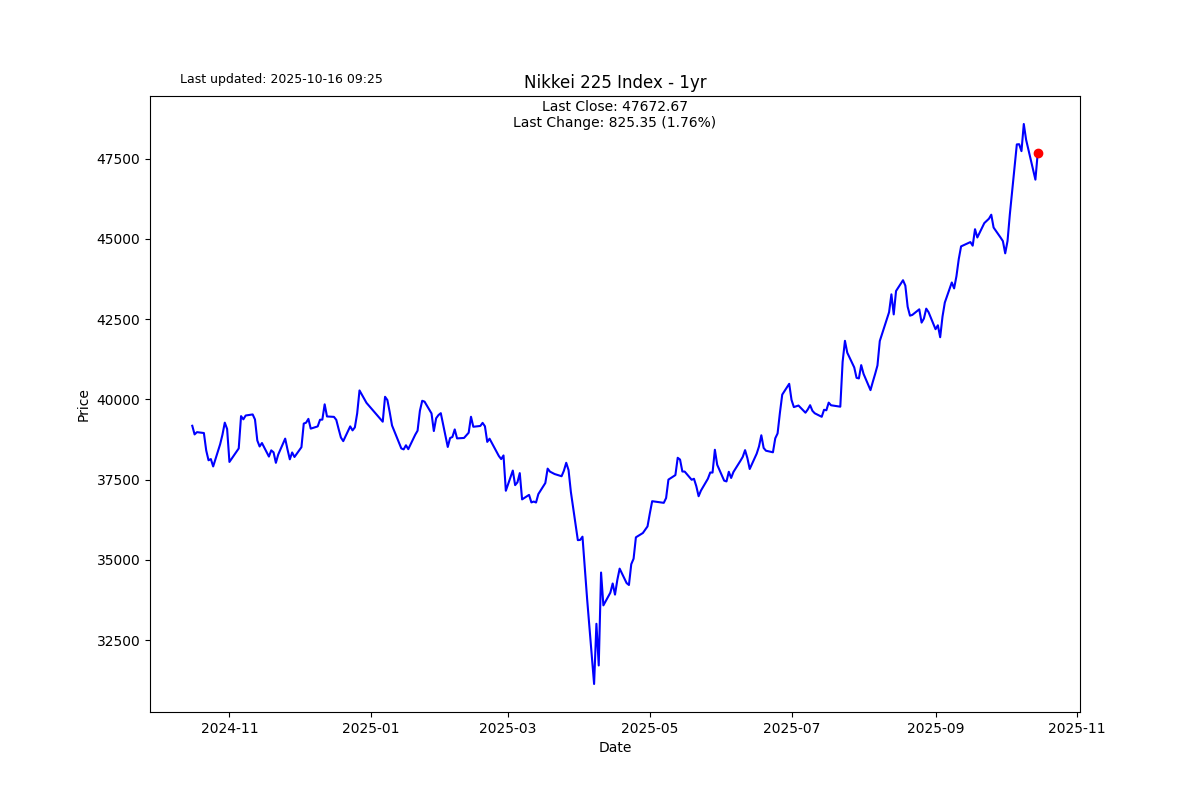 Last updated: 2025-10-16 09:25
Nikkei 225 Index - 1yr
Last Close: 47672.67
Last Change: 825.35 (1.76%)
47500
45000
42500
40000
37500
35000
32500
Price
2024-11 2025-01 2025-03 2025-05 2025-07 2025-09 2025-11
Date